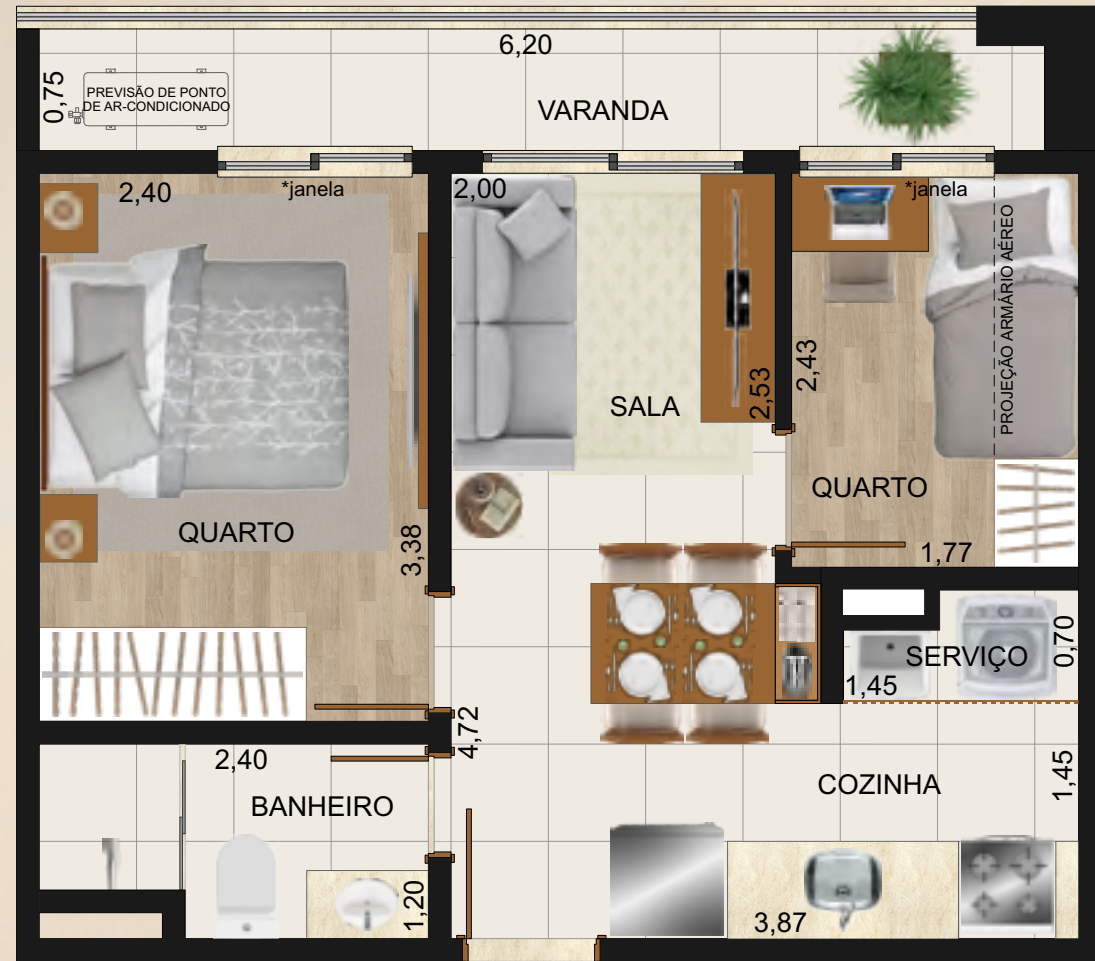 6,20
0,75
PREVISÃO DE PONTO
DE AR-CONDICIONADO
VARANDA
2,40
*janela
2,00
*janela
PROJEÇÃO ARMÁRIO AÉREO
2,43
2,53
SALA
QUARTO
QUARTO
3,38
1,77
0,70
SERVIÇO
1,45
4,72
2,40
1,45
COZINHA
BANHEIRO
1,20
3,87